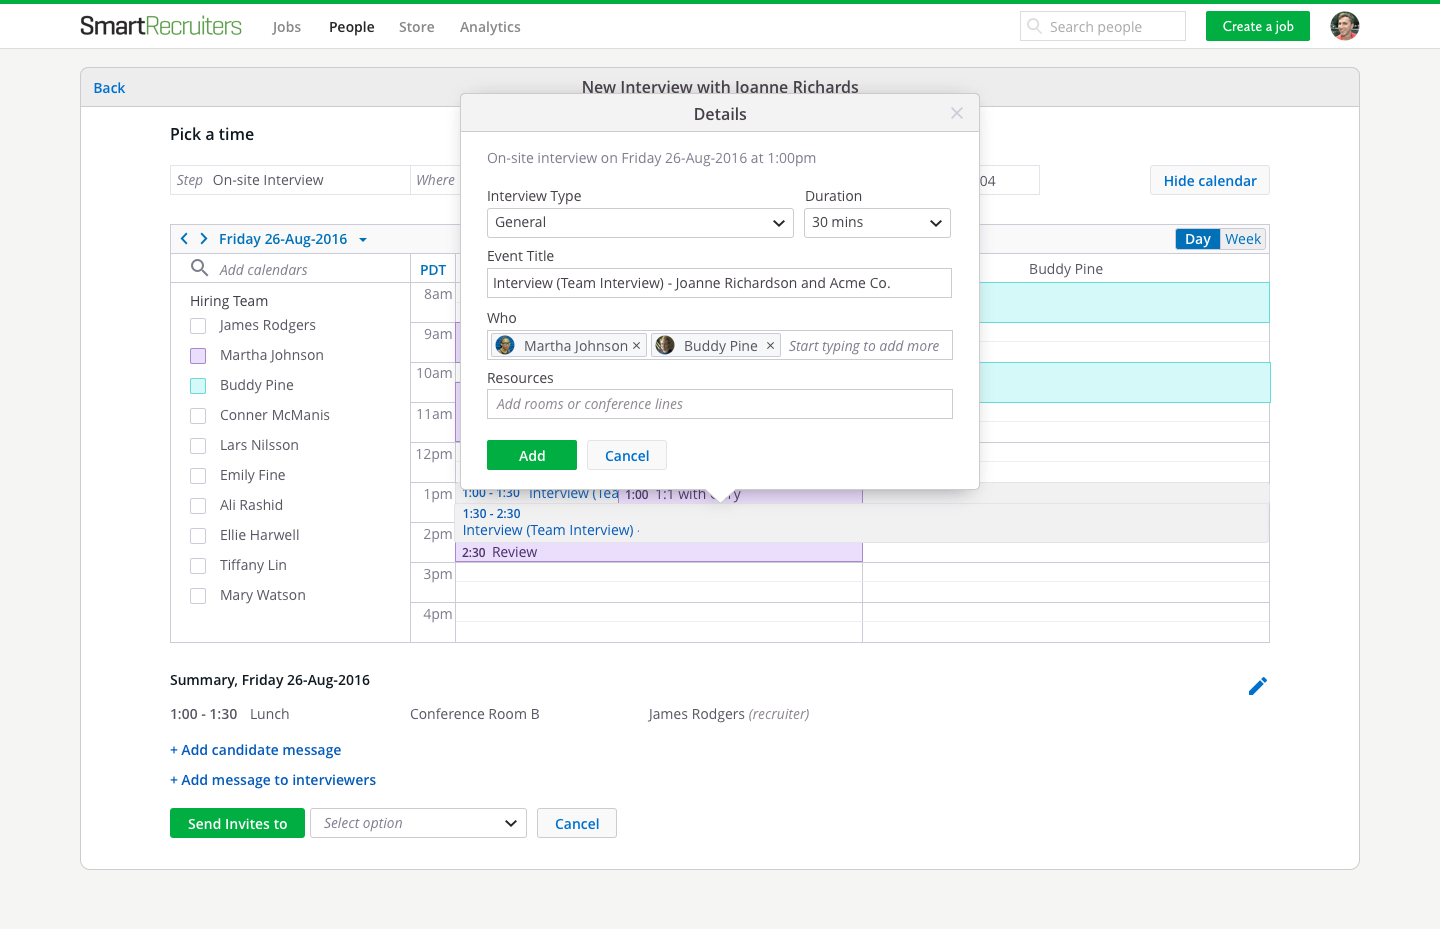 SmartRecruiters Jobs People Store Analytics Search people Create a job
Back New Interview with Joanne Richards
Details
Pick a time
On-site interview on Friday 26-Aug-2016 at 1:00pm
Step On-site Interview Where 04 Hide calendar
Interview Type Duration
General 30 mins
Friday 26-Aug-2016 Day Week
Event Title
Add calendars PDT Buddy Pine
Interview (Team Interview) - Joanne Richardson and Acme Co.
8am
Hiring Team
James Rodgers
Who
9am
Martha Johnson × Buddy Pine × Start typing to add more
Martha Johnson
10am
Resources
Buddy Pine
Add rooms or conference lines
11am
Conner McManis
Lars Nilsson
12pm
Add Cancel
Emily Fine
1pm
1:00 - 1:30 Interview (Tea 1:00 1:1 with
Ali Rashid
1:30 - 2:30
Interview (Team Interview) ·
2pm
Ellie Harwell
2:30 Review
Tiffany Lin
3pm
Mary Watson
4pm
Summary, Friday 26-Aug-2016
1:00 - 1:30 Lunch Conference Room B James Rodgers (recruiter)
+ Add candidate message
+ Add message to interviewers
Send Invites to Select option Cancel